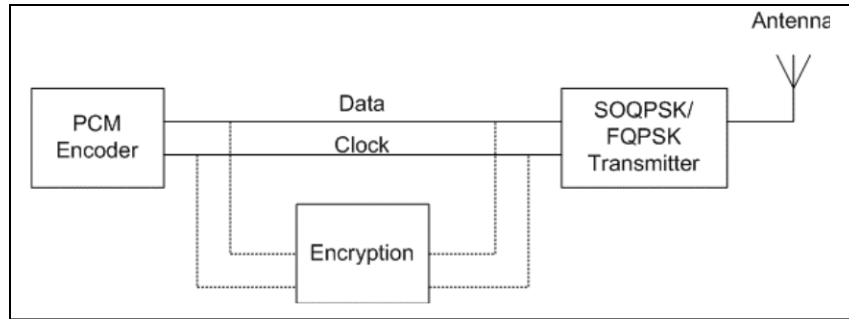 Antenna
PCM
Encoder
Data
Clock
SOQPSK/
FQPSK
Transmitter
Encryption